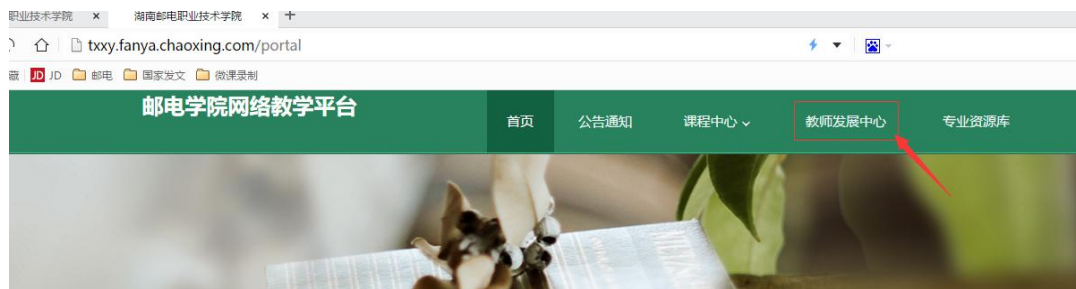 职业技术学院 × 湖南邮电职业技术学院 × +
txxy.fanya.chaoxing.com/portal
藏 JD JD 邮电 国家发文 微课录制
邮电学院网络教学平台
首页 公告通知 课程中心 教师发展中心 专业资源库